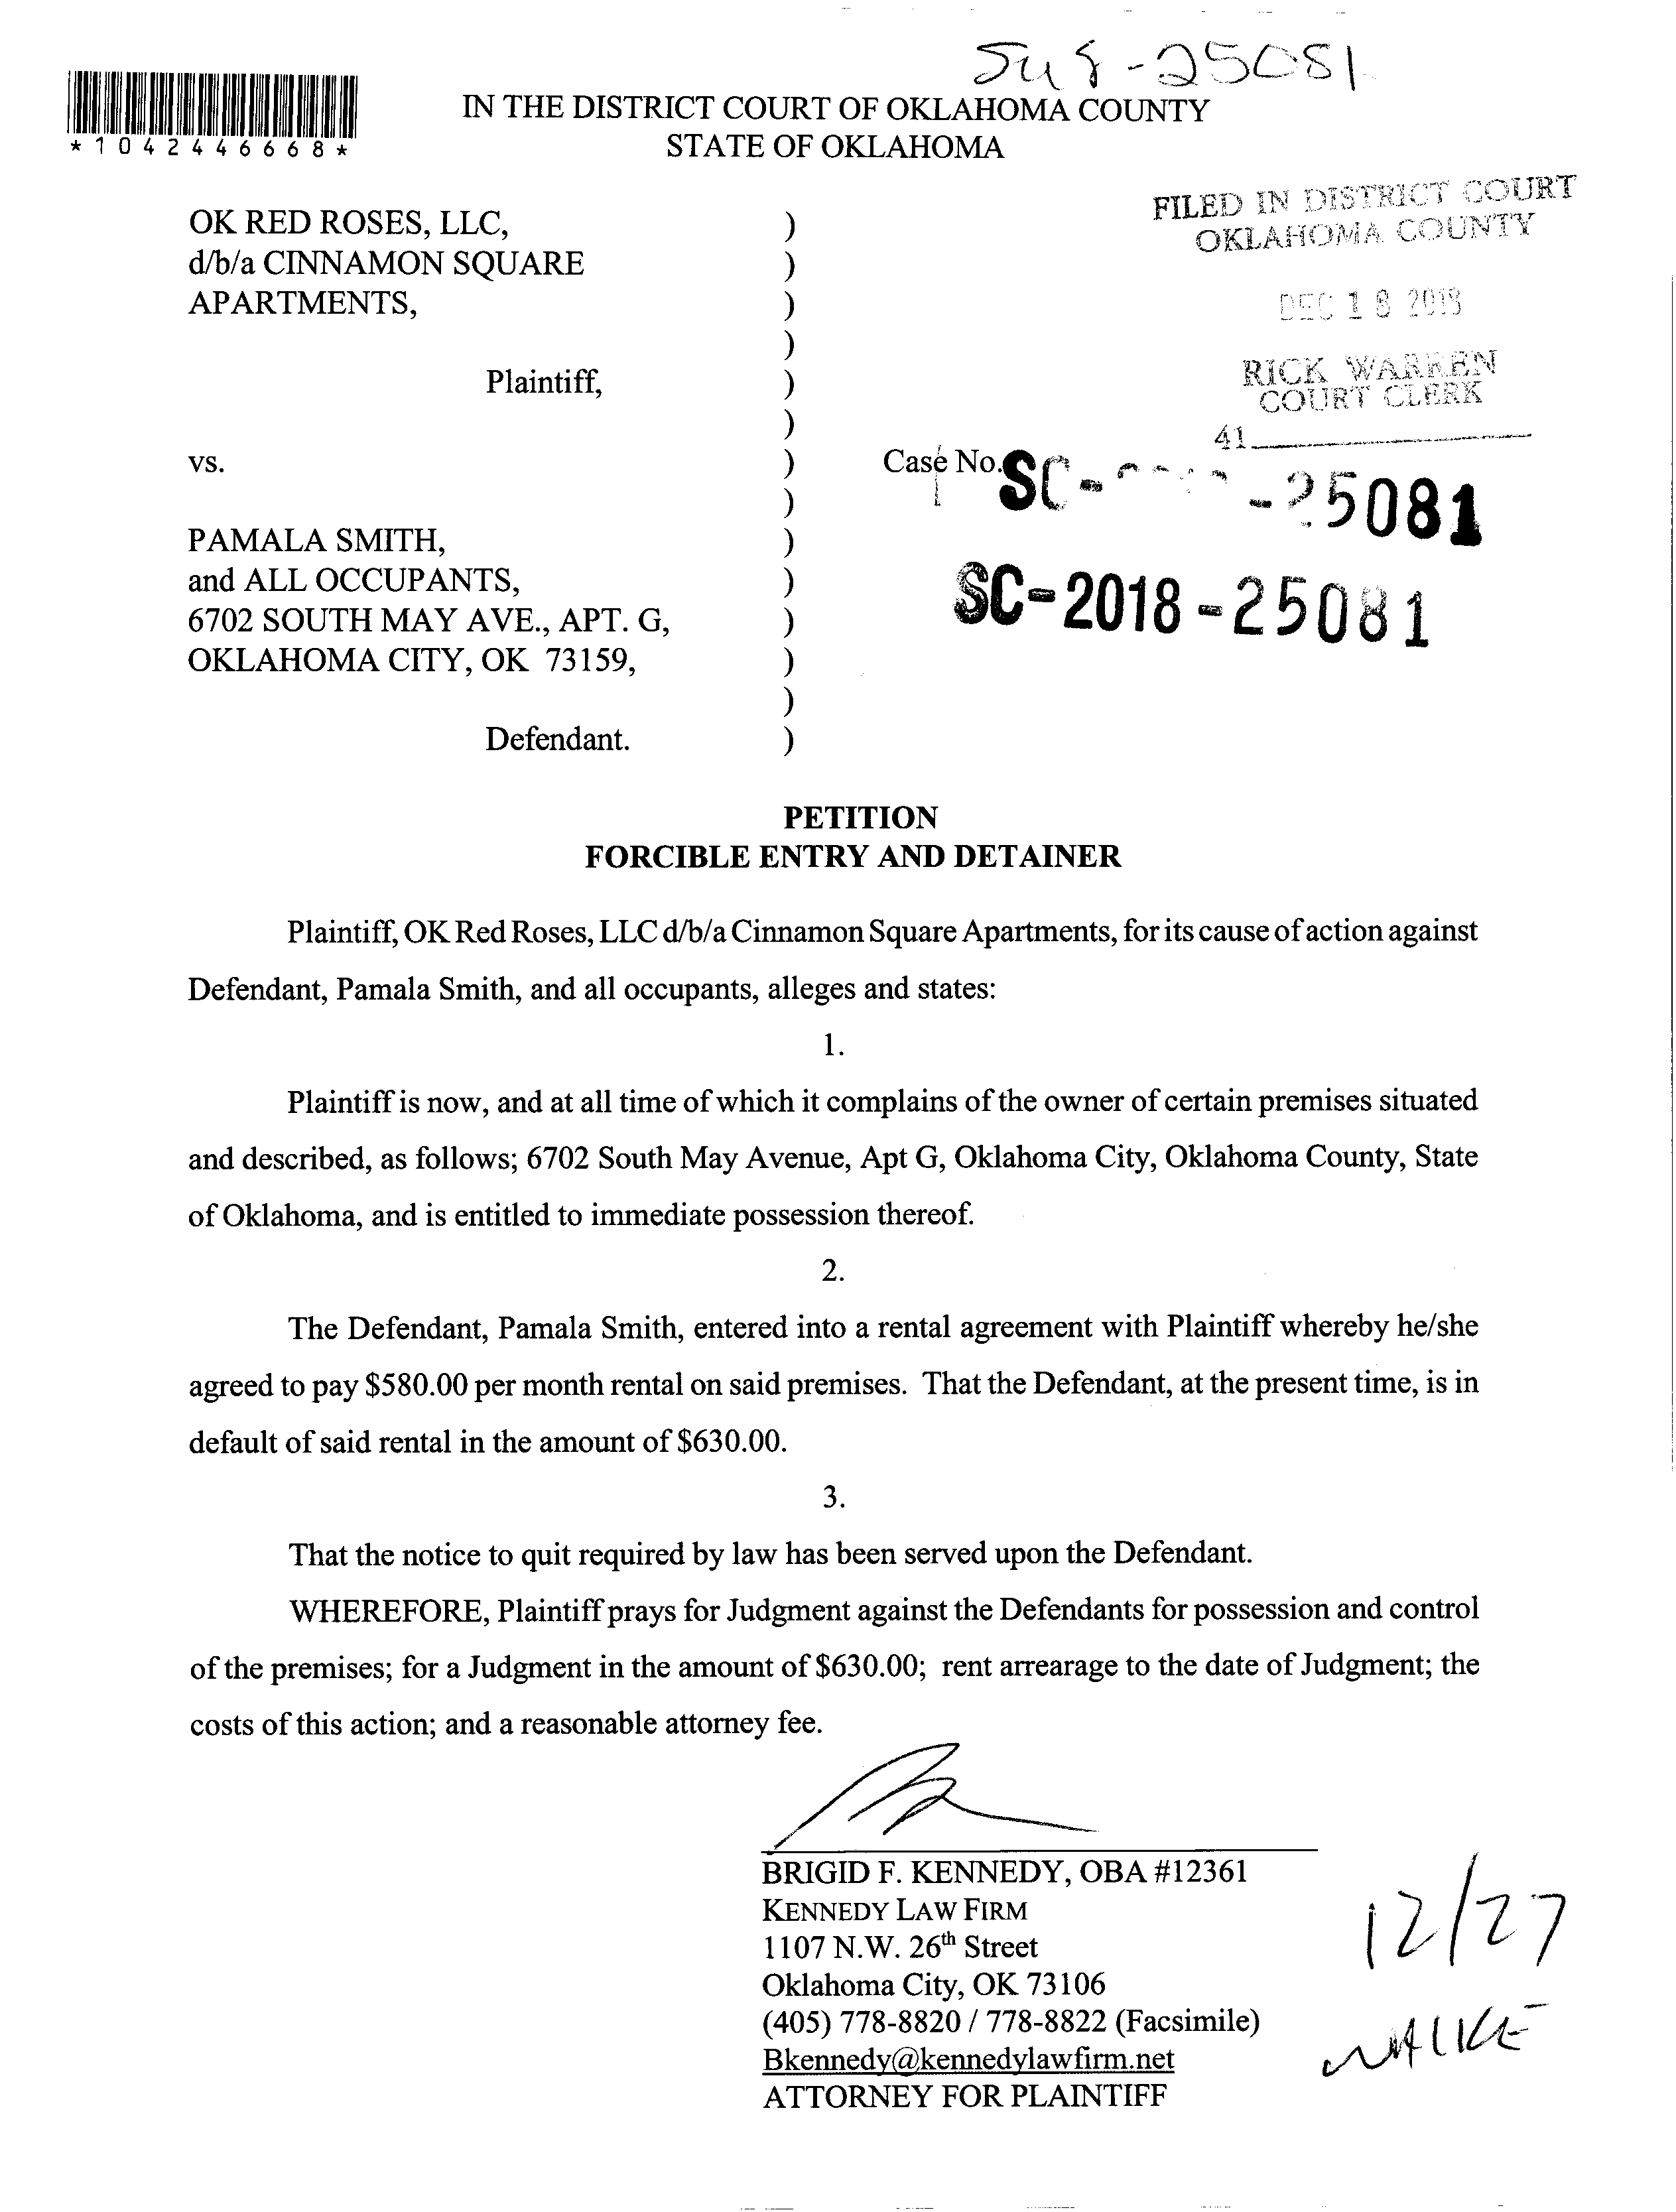 25081
*1042446668*
IN THE DISTRICT COURT OF OKLAHOMA COUNTY
STATE OF OKLAHOMA
FILED IN DISTRICT COURT
OKLAHOMA COUNTY
DEC 18 2018
RICK WARREN
COURT CLERK
41
OK RED ROSES, LLC, )
d/b/a CINNAMON SQUARE )
APARTMENTS, )
)
Plaintiff, )
)
vs. ) Case No. SC- -25081
)
PAMALA SMITH, )
and ALL OCCUPANTS, ) SC-2018-25081
6702 SOUTH MAY AVE., APT. G, )
OKLAHOMA CITY, OK 73159, )
)
Defendant. )
PETITION
FORCIBLE ENTRY AND DETAINER
Plaintiff, OK Red Roses, LLC d/b/a Cinnamon Square Apartments, for its cause of action against
Defendant, Pamala Smith, and all occupants, alleges and states:
1.
Plaintiff is now, and at all time of which it complains of the owner of certain premises situated
and described, as follows; 6702 South May Avenue, Apt G, Oklahoma City, Oklahoma County, State
of Oklahoma, and is entitled to immediate possession thereof.
2.
The Defendant, Pamala Smith, entered into a rental agreement with Plaintiff whereby he/she
agreed to pay $580.00 per month rental on said premises. That the Defendant, at the present time, is in
default of said rental in the amount of $630.00.
3.
That the notice to quit required by law has been served upon the Defendant.
WHEREFORE, Plaintiff prays for Judgment against the Defendants for possession and control
of the premises; for a Judgment in the amount of $630.00; rent arrearage to the date of Judgment; the
costs of this action; and a reasonable attorney fee.
BRIGID F. KENNEDY, OBA #12361
KENNEDY LAW FIRM
1107 N.W. 26th Street
Oklahoma City, OK 73106
(405) 778-8820 / 778-8822 (Facsimile)
Bkennedy@kennedylawfirm.net
ATTORNEY FOR PLAINTIFF
12/27